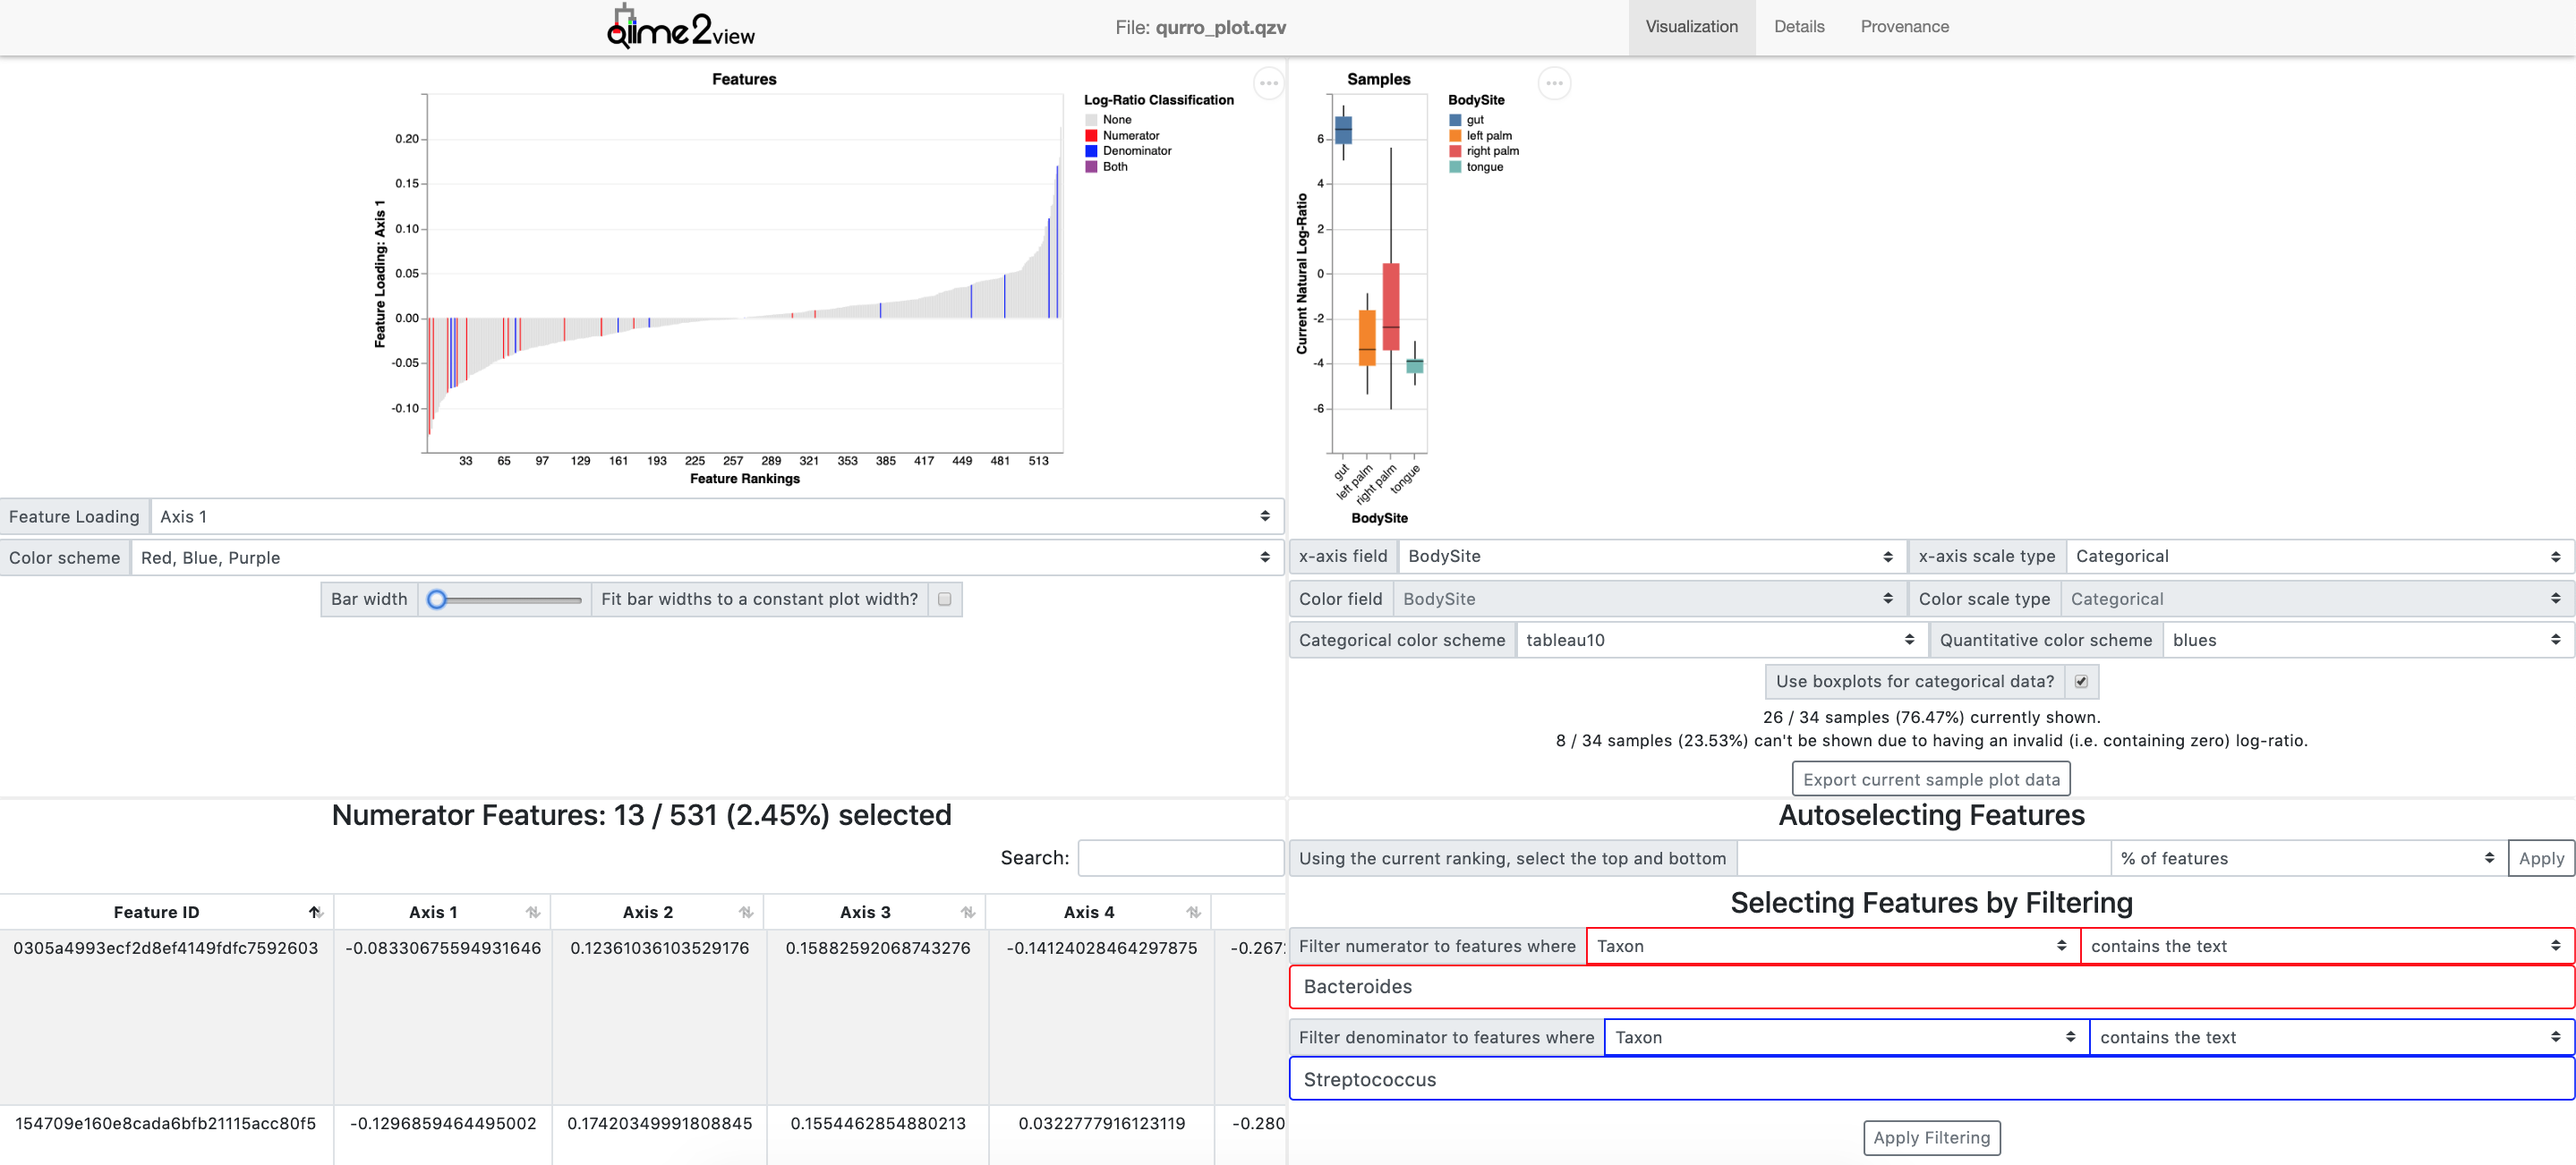 qiime2view
File: qurro_plot.qzv
Visualization
Details
Provenance
Features
0.20
0.15
0.10
0.05
0.00
-0.05
-0.10
Feature Loading: Axis 1
33 65 97 129 161 193 225 257 289 321 353 385 417 449 481 513
Feature Rankings
Log-Ratio Classification
None
Numerator
Denominator
Both
Samples
6
4
2
0
-2
-4
-6
Current Natural Log-Ratio
gut
left palm
right palm
tongue
BodySite
BodySite
gut
left palm
right palm
tongue
Feature Loading Axis 1
Color scheme Red, Blue, Purple
Bar width Fit bar widths to a constant plot width?
x-axis field BodySite x-axis scale type Categorical
Color field BodySite Color scale type Categorical
Categorical color scheme tableau10 Quantitative color scheme blues
Use boxplots for categorical data?
26 / 34 samples (76.47%) currently shown.
8 / 34 samples (23.53%) can't be shown due to having an invalid (i.e. containing zero) log-ratio.
Export current sample plot data
Numerator Features: 13 / 531 (2.45%) selected
Search:
Feature ID Axis 1 Axis 2 Axis 3 Axis 4
0305a4993ecf2d8ef4149fdfc7592603 -0.08330675594931646 0.12361036103529176 0.15882592068743276 -0.14124028464297875 -0.267
154709e160e8cada6bfb21115acc80f5 -0.1296859464495002 0.17420349991808845 0.1554462854880213 0.0322777916123119 -0.280
Autoselecting Features
Using the current ranking, select the top and bottom % of features Apply
Selecting Features by Filtering
Filter numerator to features where Taxon contains the text
Bacteroides
Filter denominator to features where Taxon contains the text
Streptococcus
Apply Filtering